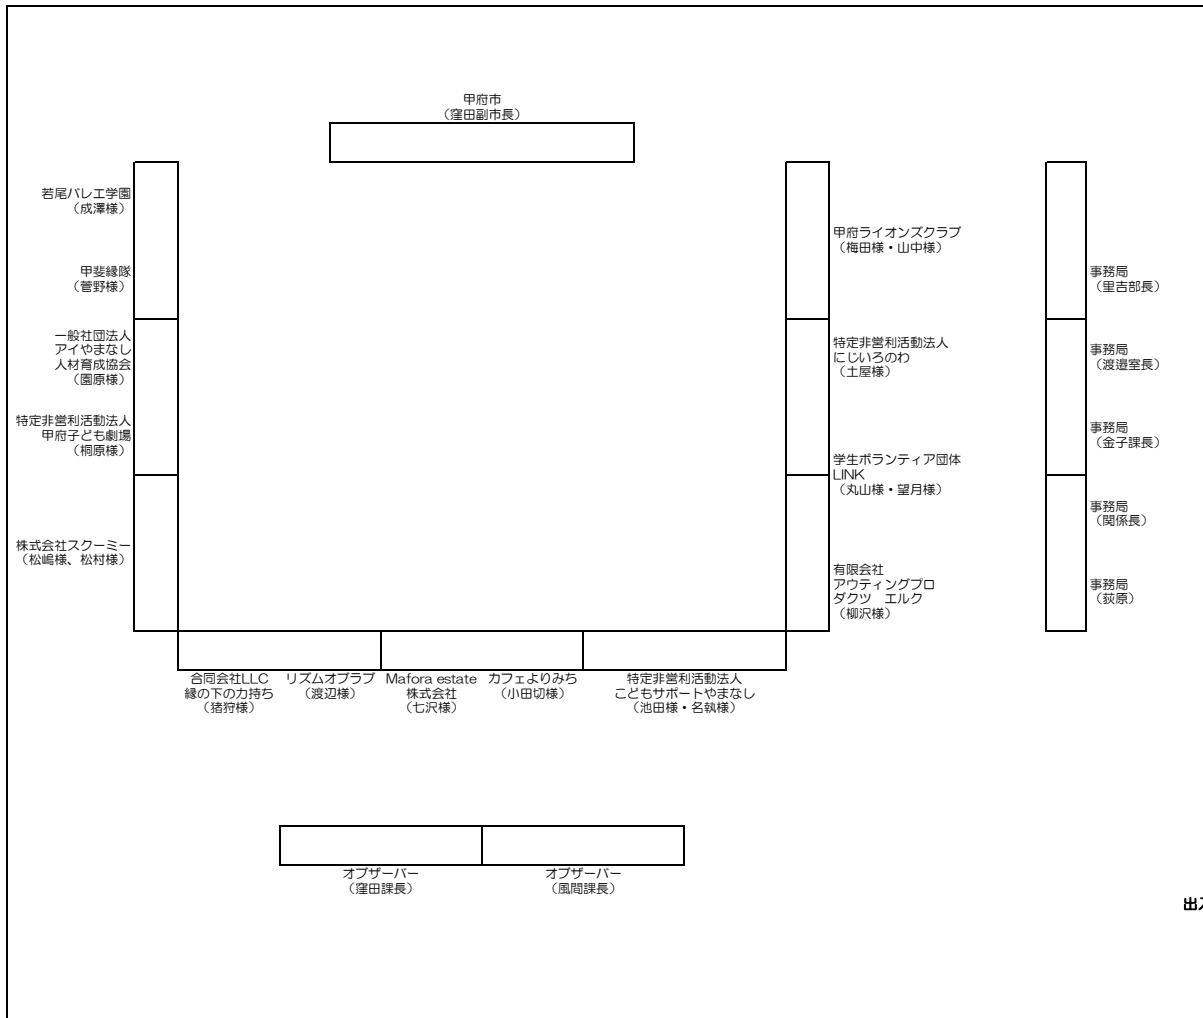 甲府市
（窪田副市長）
若尾バレエ学園
（成澤様）
甲斐縁隊
（菅野様）
一般社団法人
アイやまなし
人材育成協会
（園原様）
特定非営利活動法人
甲府子ども劇場
（桐原様）
株式会社スクーミー
（松嶋様、松村様）
甲府ライオンズクラブ
（梅田様・山中様）
特定非営利活動法人
にじいろのわ
（土屋様）
学生ボランティア団体
LINK
（丸山様・望月様）
有限会社
アウティングプロ
ダクツ　エルク
（柳沢様）
事務局
（里吉部長）
事務局
（渡邉室長）
事務局
（金子課長）
事務局
（関係長）
事務局
（荻原）
合同会社LLC
縁の下の力持ち
（猪狩様）
リズムオブラブ
（渡辺様）
Mafora estate
株式会社
（七沢様）
カフェよりみち
（小田切様）
特定非営利活動法人
こどもサポートやまなし
（池田様・名執様）
オブザーバー
（窪田課長）
オブザーバー
（風間課長）
出